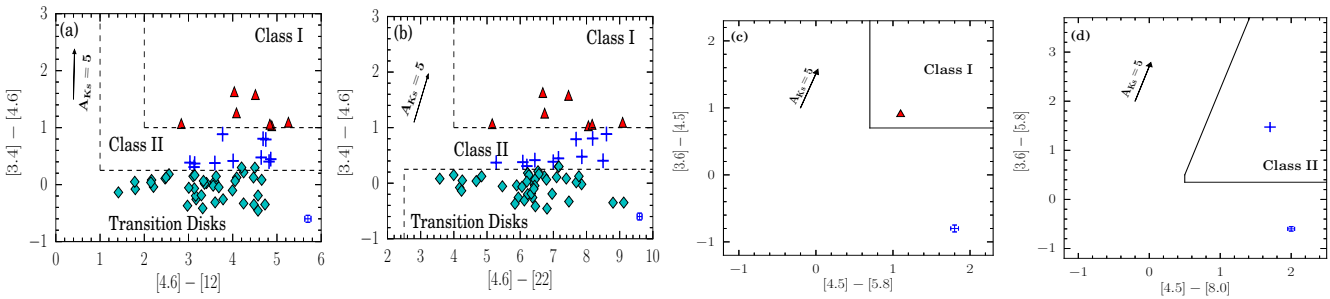 (a)
Class I
A_Ks = 5
Class II
Transition Disks
3
2
1
0
−1
0 1 2 3 4 5 6
[3.4] − [4.6]
[4.6] − [12]
(b)
Class I
A_Ks = 5
Class II
Transition Disks
3
2
1
0
−1
2 3 4 5 6 7 8 9 10
[3.4] − [4.6]
[4.6] − [22]
(c)
Class I
A_Ks = 5
2
1
0
−1
−1 0 1 2
[3.6] − [4.5]
[4.5] − [5.8]
(d)
A_Ks = 5
Class II
3
2
1
0
−1
−1 0 1 2
[3.6] − [5.8]
[4.5] − [8.0]